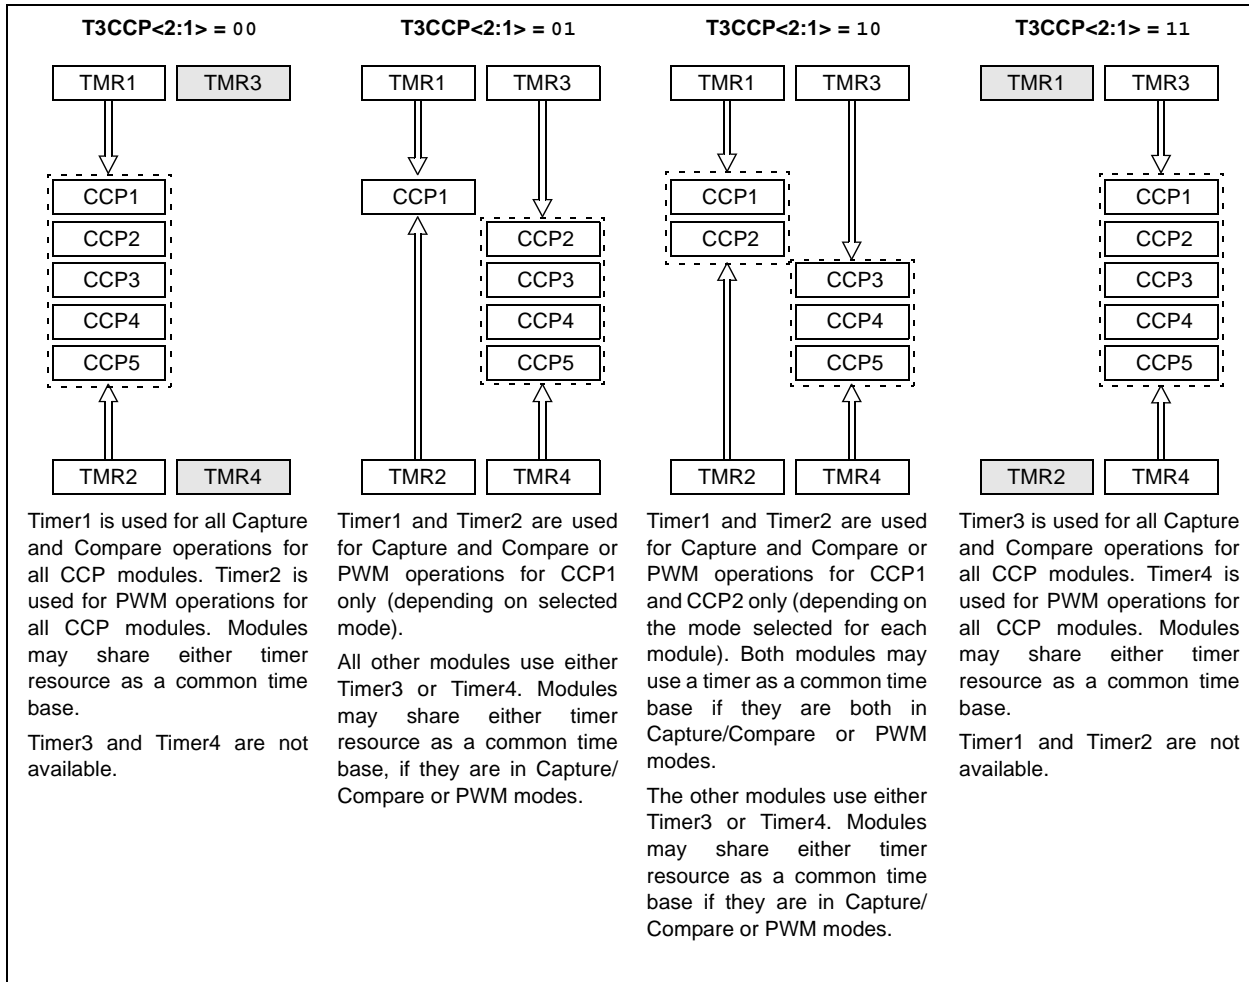 T3CCP<2:1> = 00
TMR1 TMR3
CCP1
CCP2
CCP3
CCP4
CCP5
TMR2 TMR4
Timer1 is used for all Capture
and Compare operations for
all CCP modules. Timer2 is
used for PWM operations for
all CCP modules. Modules
may share either timer
resource as a common time
base.
Timer3 and Timer4 are not
available.
T3CCP<2:1> = 01
TMR1 TMR3
CCP1
CCP2
CCP3
CCP4
CCP5
TMR2 TMR4
Timer1 and Timer2 are used
for Capture and Compare or
PWM operations for CCP1
only (depending on selected
mode).
All other modules use either
Timer3 or Timer4. Modules
may share either timer
resource as a common time
base, if they are in Capture/
Compare or PWM modes.
T3CCP<2:1> = 10
TMR1 TMR3
CCP1
CCP2
CCP3
CCP4
CCP5
TMR2 TMR4
Timer1 and Timer2 are used
for Capture and Compare or
PWM operations for CCP1
and CCP2 only (depending on
the mode selected for each
module). Both modules may
use a timer as a common time
base if they are both in
Capture/Compare or PWM
modes.
The other modules use either
Timer3 or Timer4. Modules
may share either timer
resource as a common time
base if they are in Capture/
Compare or PWM modes.
T3CCP<2:1> = 11
TMR1 TMR3
CCP1
CCP2
CCP3
CCP4
CCP5
TMR2 TMR4
Timer3 is used for all Capture
and Compare operations for
all CCP modules. Timer4 is
used for PWM operations for
all CCP modules. Modules
may share either timer
resource as a common time
base.
Timer1 and Timer2 are not
available.